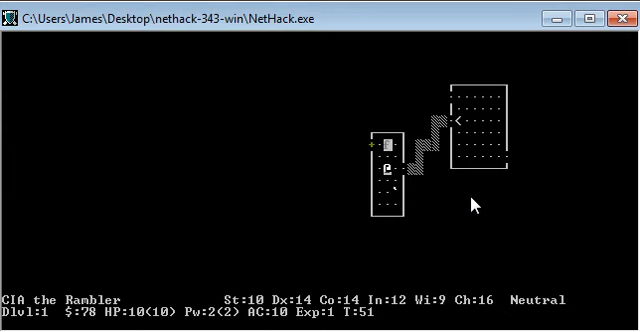 C:\Users\James\Desktop\nethack-343-win\NetHack.exe
CIA the Rambler St:10 Dx:14 Co:14 In:12 Wi:9 Ch:16 Neutral
Dlvl:1 $:78 HP:10(10) Pw:2(2) AC:10 Exp:1 T:51